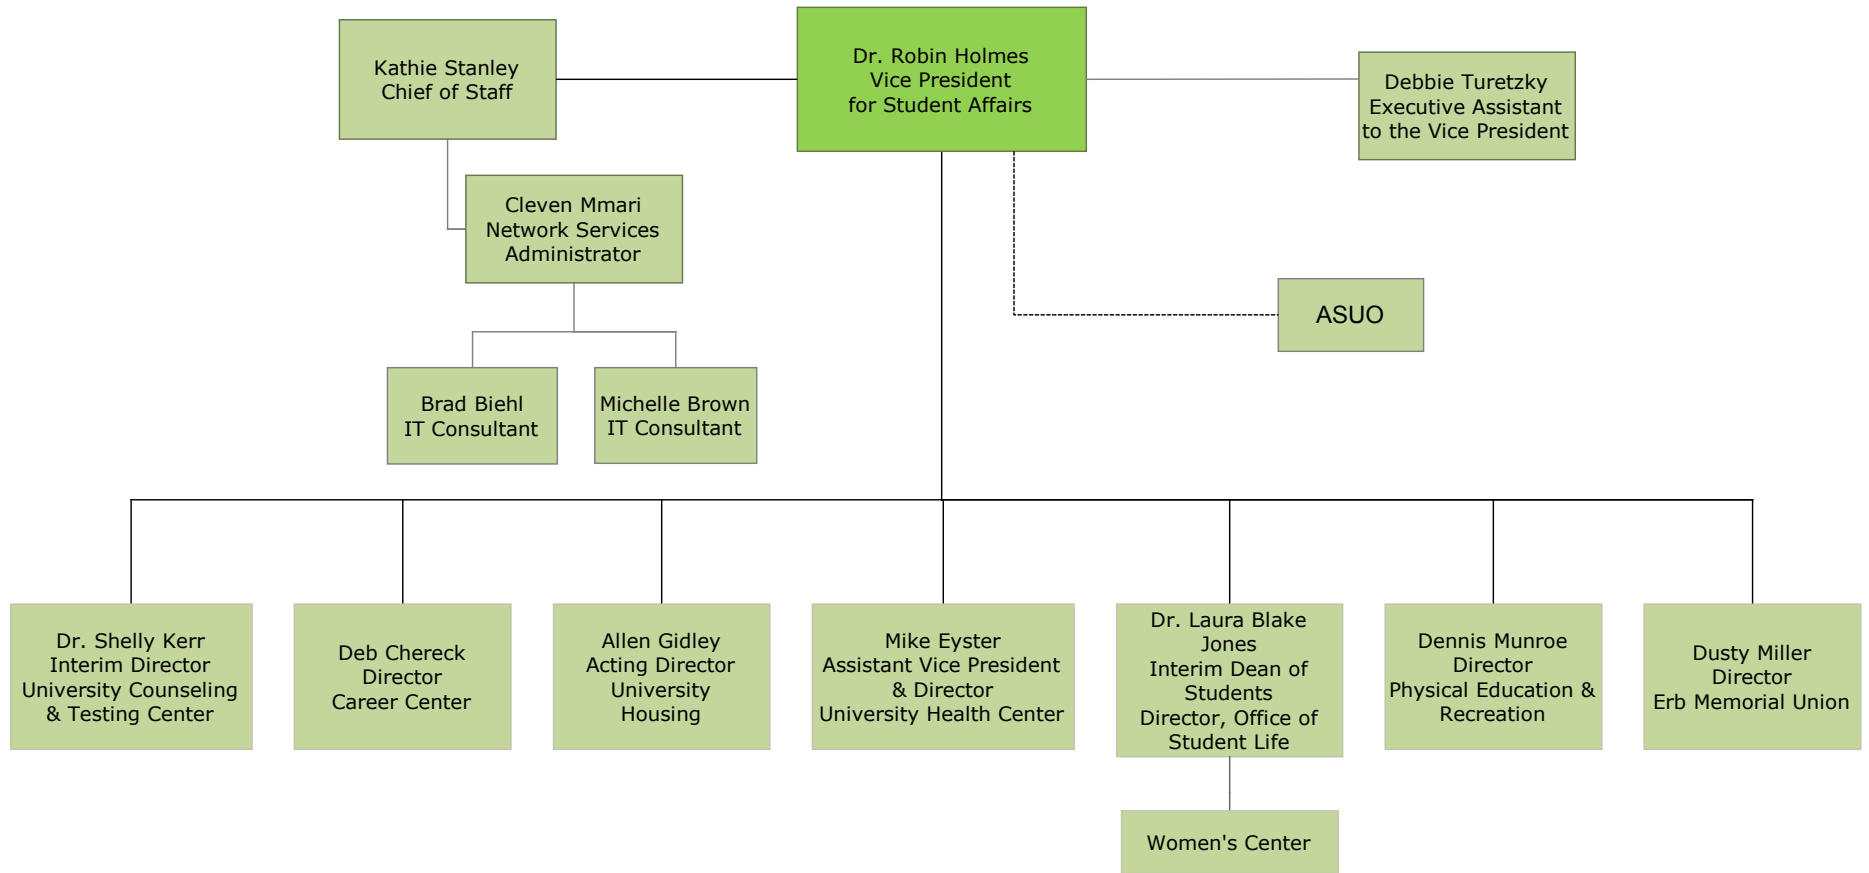 Kathie Stanley
Chief of Staff
Dr. Robin Holmes
Vice President
for Student Affairs
Debbie Turetzky
Executive Assistant
to the Vice President
Cleven Mmari
Network Services
Administrator
ASUO
Brad Biehl
IT Consultant
Michelle Brown
IT Consultant
Dr. Shelly Kerr
Interim Director
University Counseling
& Testing Center
Deb Chereck
Director
Career Center
Allen Gidley
Acting Director
University
Housing
Mike Eyster
Assistant Vice President
& Director
University Health Center
Dr. Laura Blake
Jones
Interim Dean of
Students
Director, Office of
Student Life
Dennis Munroe
Director
Physical Education &
Recreation
Dusty Miller
Director
Erb Memorial Union
Women's Center